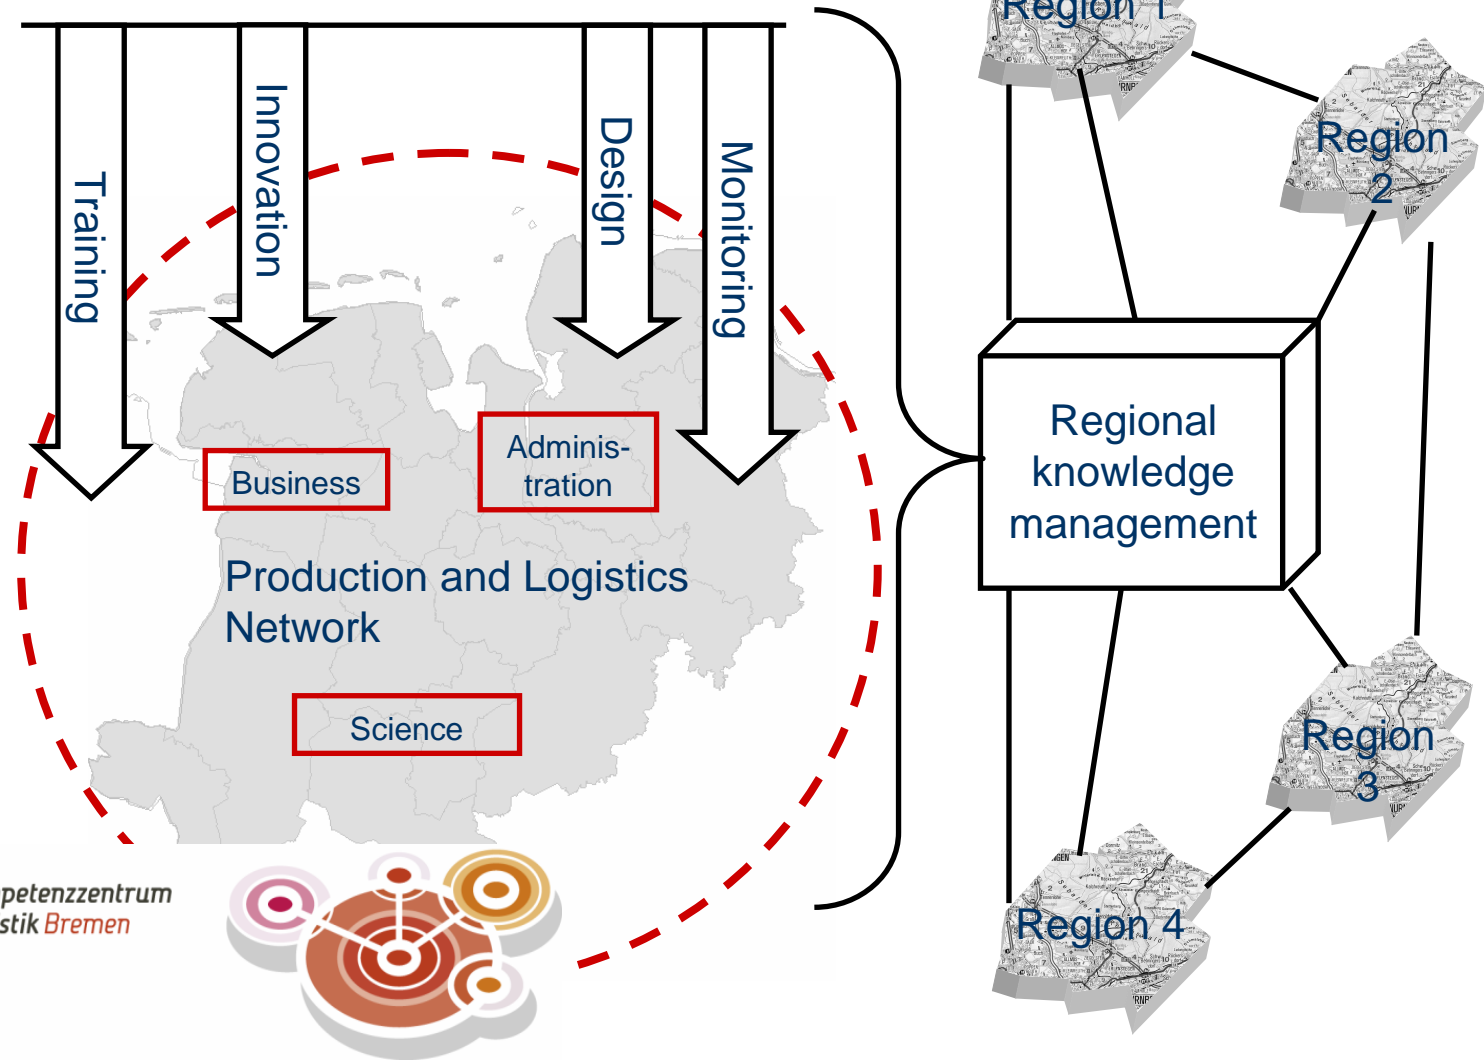 Training
Innovation
Design
Monitoring
Business
Adminis-
tration
Production and Logistics
Network
Science
petenzzentrum
stik Bremen
Regional
knowledge
management
Region 1
Region
2
Region
3
Region 4